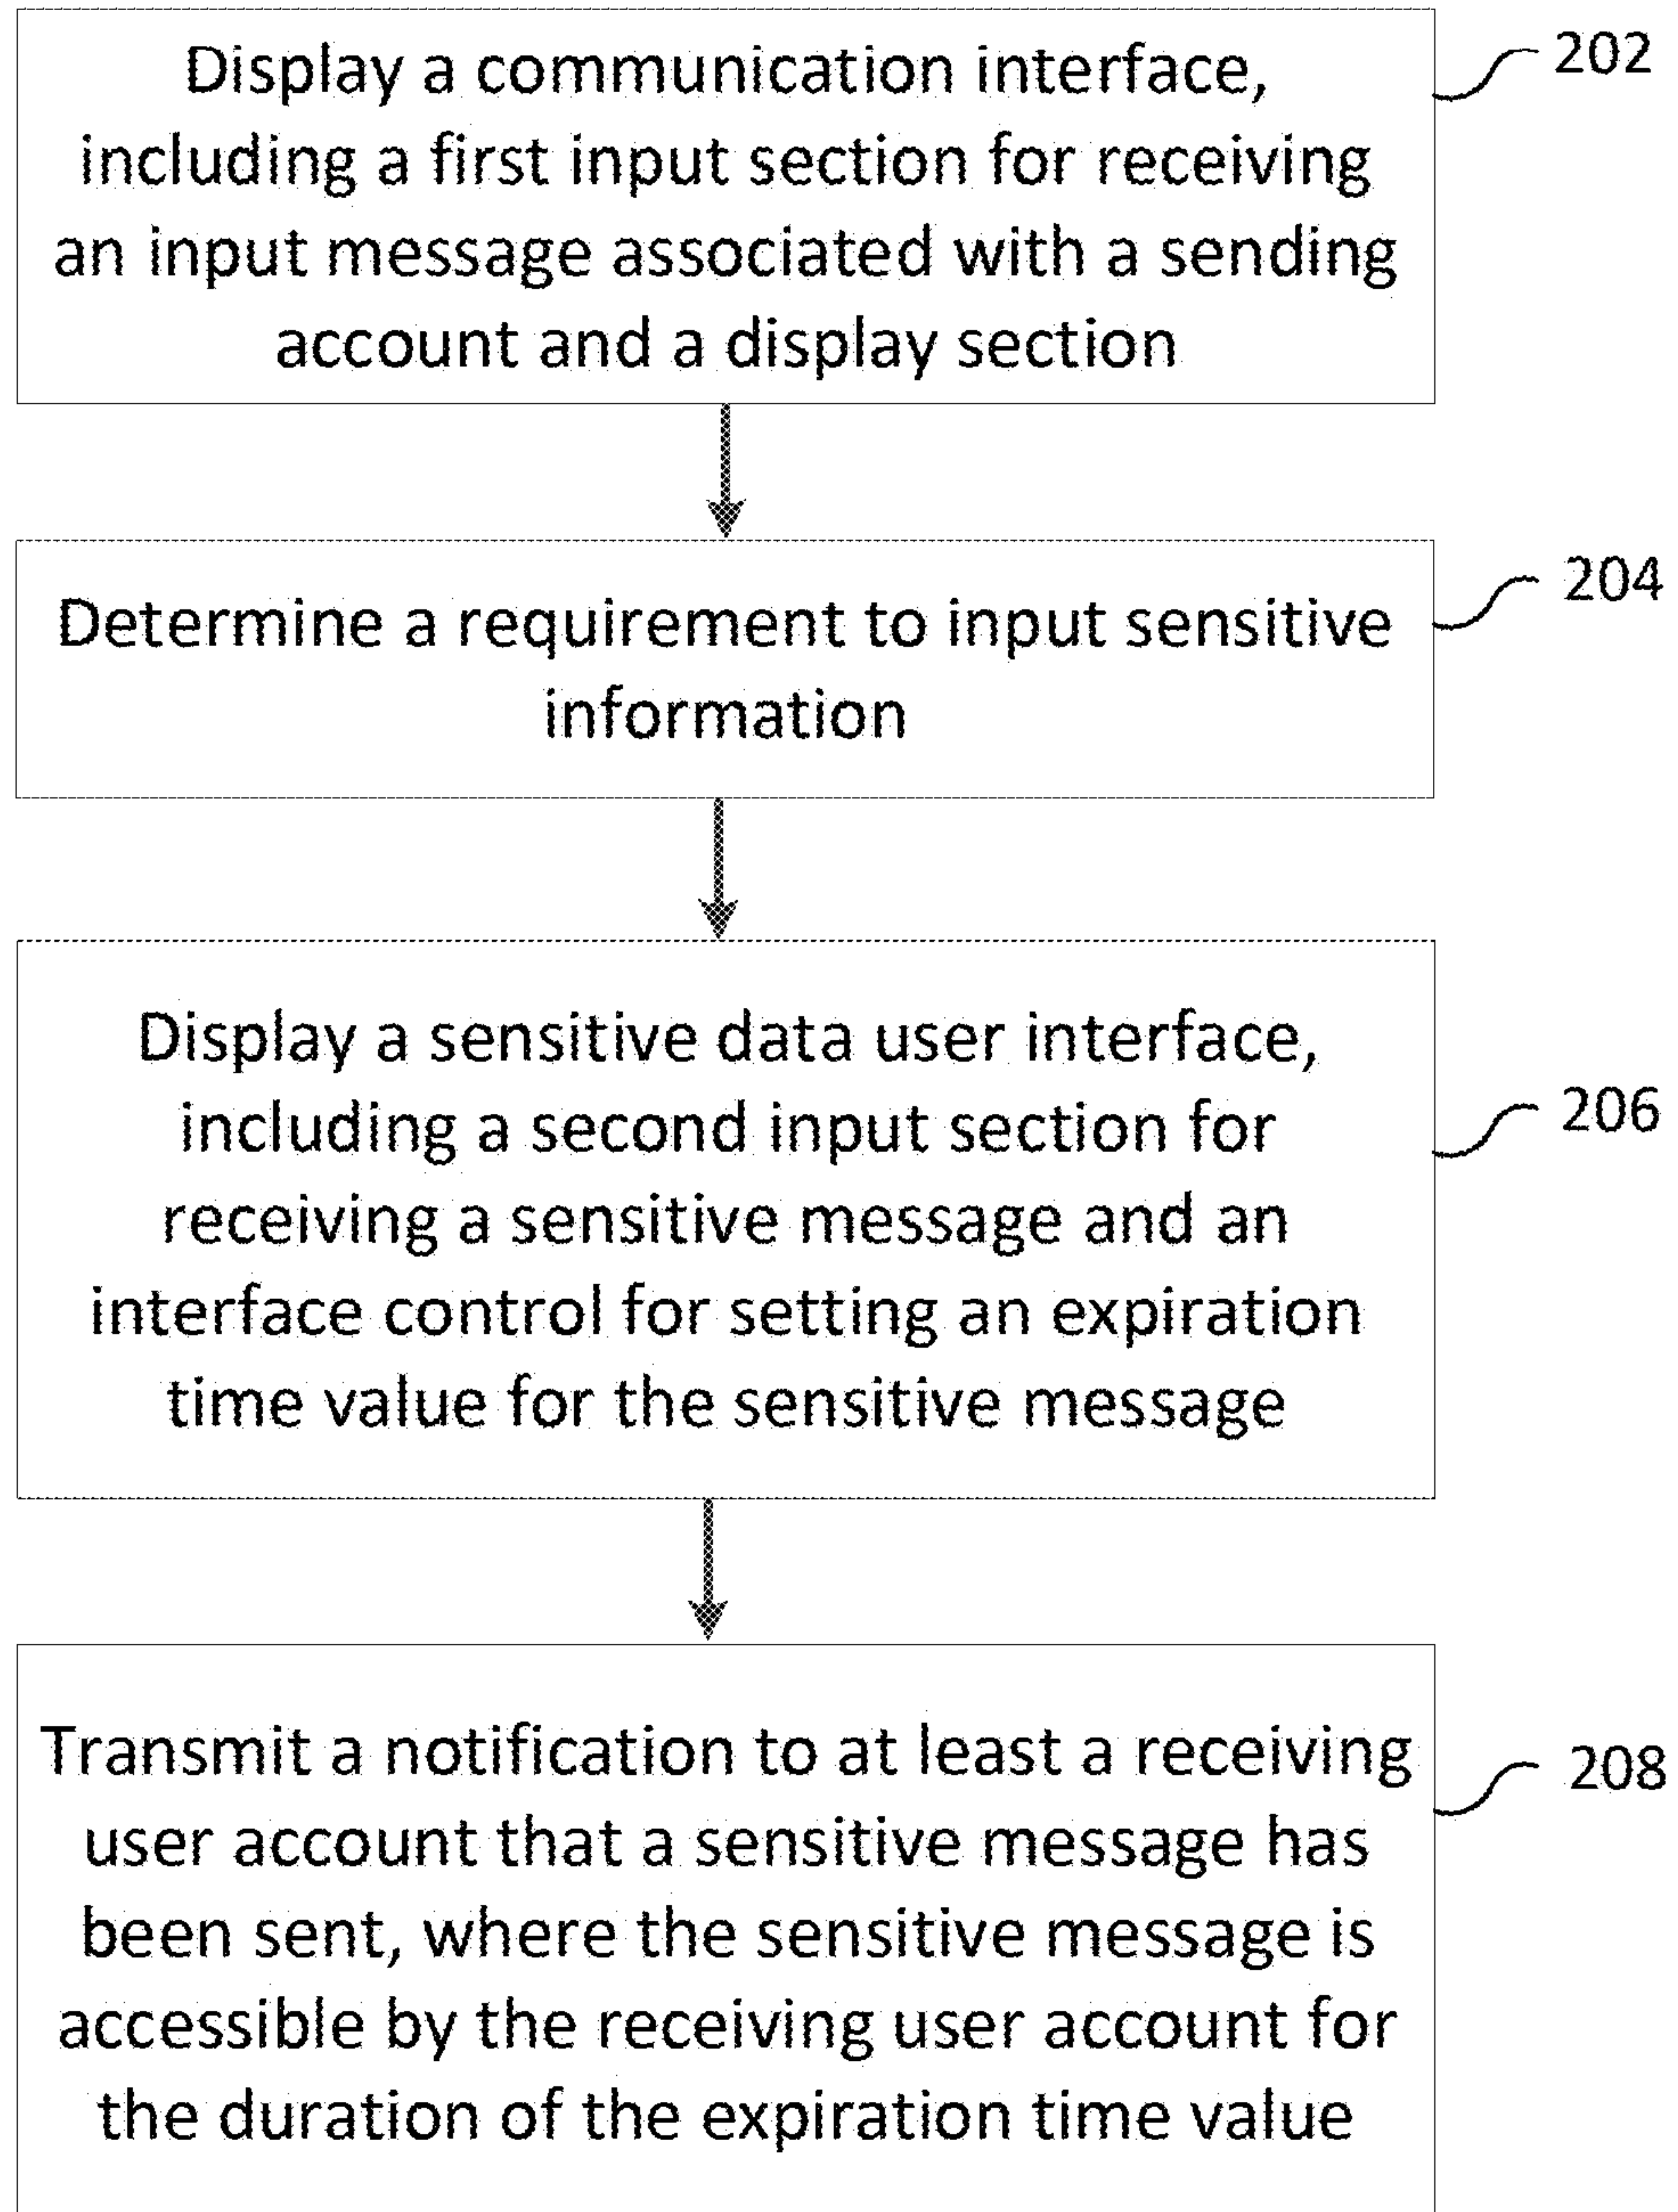 Display a communication interface,
including a first input section for receiving
an input message associated with a sending
account and a display section
202
Determine a requirement to input sensitive
information
204
Display a sensitive data user interface,
including a second input section for
receiving a sensitive message and an
interface control for setting an expiration
time value for the sensitive message
206
Transmit a notification to at least a receiving
user account that a sensitive message has
been sent, where the sensitive message is
accessible by the receiving user account for
the duration of the expiration time value
208